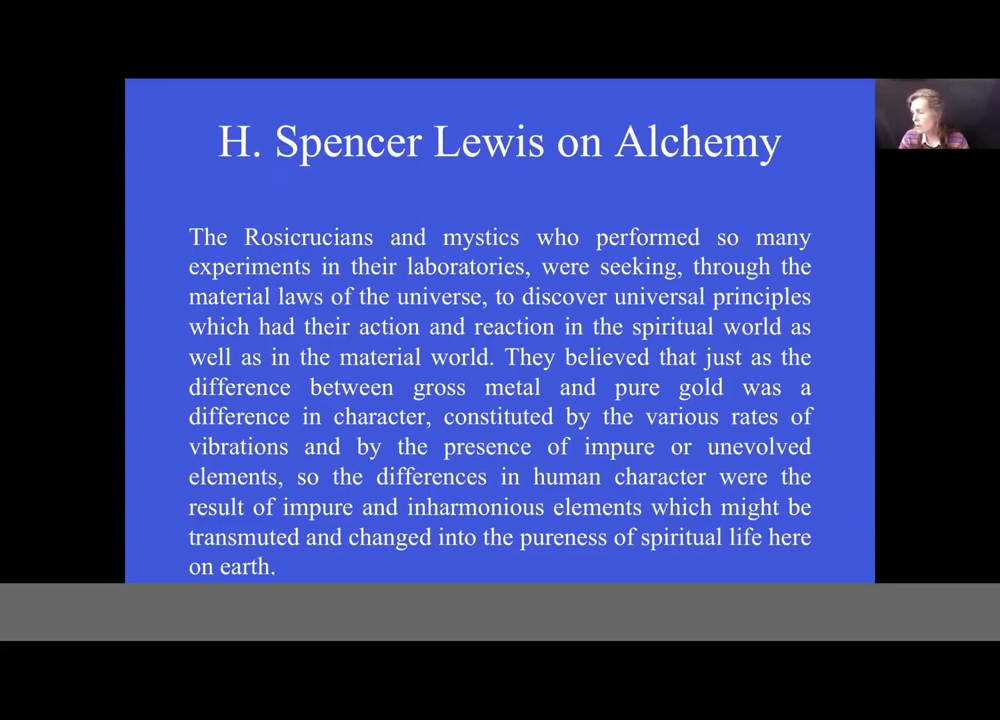 H. Spencer Lewis on Alchemy
The Rosicrucians and mystics who performed so many
experiments in their laboratories, were seeking, through the
material laws of the universe, to discover universal principles
which had their action and reaction in the spiritual world as
well as in the material world. They believed that just as the
difference between gross metal and pure gold was a
difference in character, constituted by the various rates of
vibrations and by the presence of impure or unevolved
elements, so the differences in human character were the
result of impure and inharmonious elements which might be
transmuted and changed into the pureness of spiritual life here
on earth.